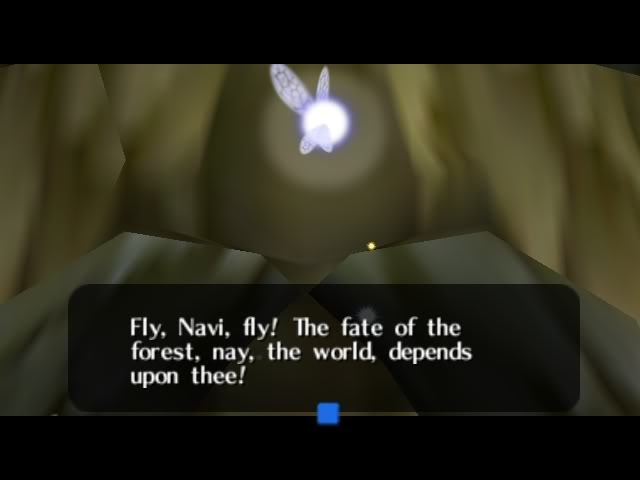 Fly, Navi, fly! The fate of the
forest, nay, the world, depends
upon thee!